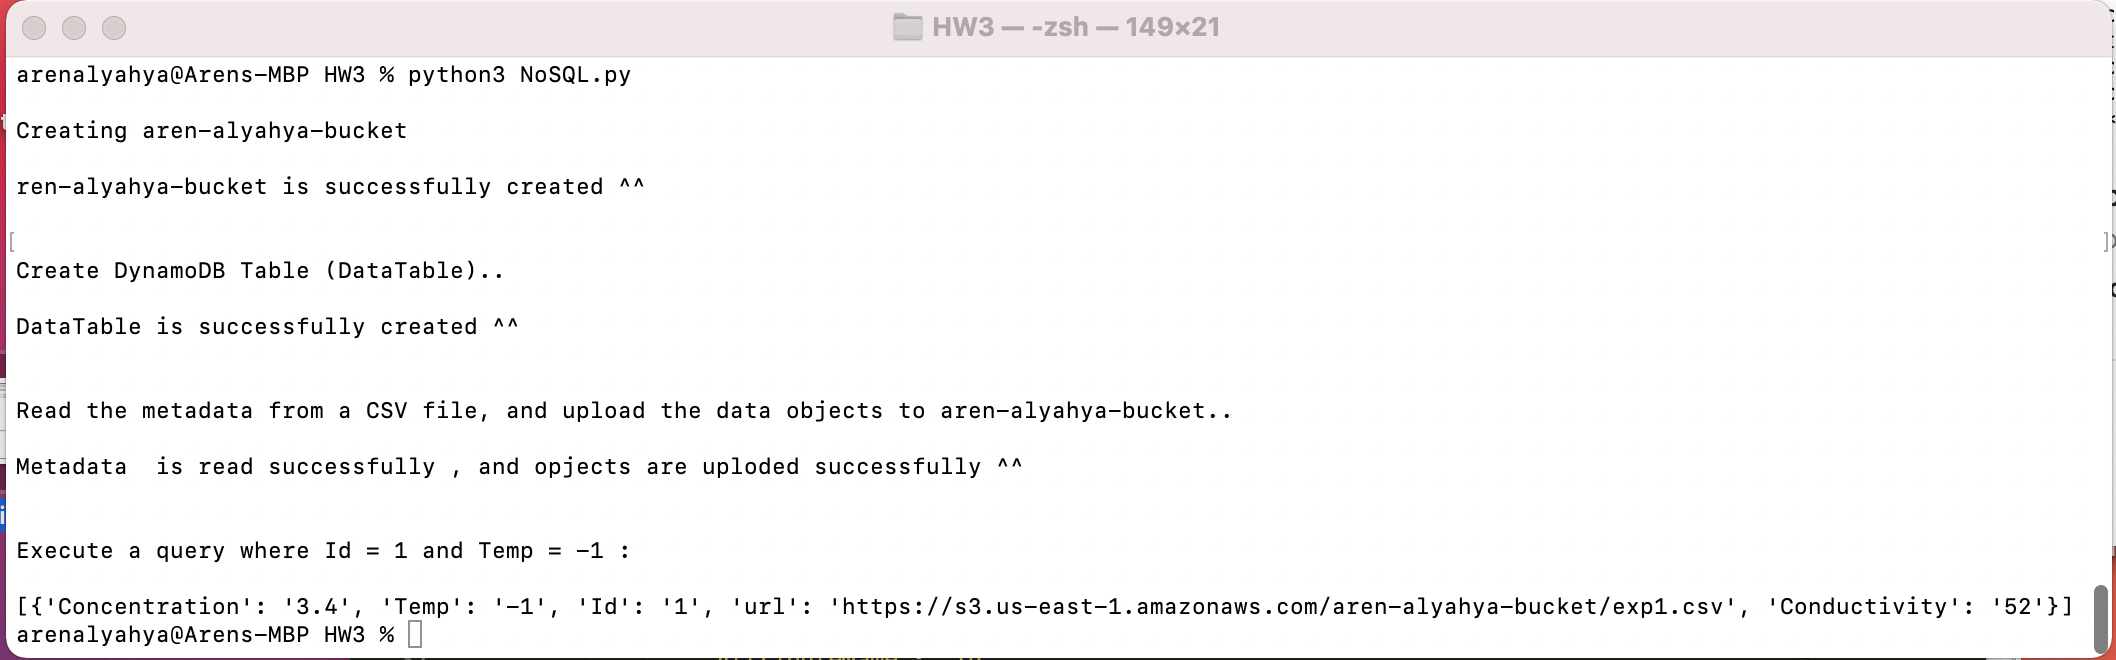 HW3 — -zsh — 149×21
arenalyahya@Arens-MBP HW3 % python3 NoSQL.py
Creating aren-alyahya-bucket
ren-alyahya-bucket is successfully created ^^
[ ]
Create DynamoDB Table (DataTable)..
DataTable is successfully created ^^
Read the metadata from a CSV file, and upload the data objects to aren-alyahya-bucket..
Metadata  is read successfully , and opjects are uploded successfully ^^
Execute a query where Id = 1 and Temp = -1 :
[{'Concentration': '3.4', 'Temp': '-1', 'Id': '1', 'url': 'https://s3.us-east-1.amazonaws.com/aren-alyahya-bucket/exp1.csv', 'Conductivity': '52'}]
arenalyahya@Arens-MBP HW3 %